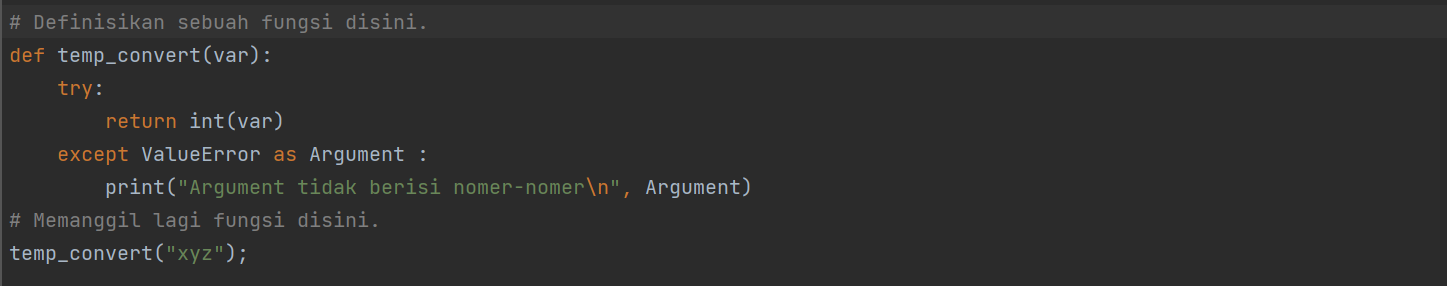 # Definisikan sebuah fungsi disini.
def temp_convert(var):
    try:
        return int(var)
    except ValueError as Argument :
        print("Argument tidak berisi nomer-nomer\n", Argument)
# Memanggil lagi fungsi disini.
temp_convert("xyz");